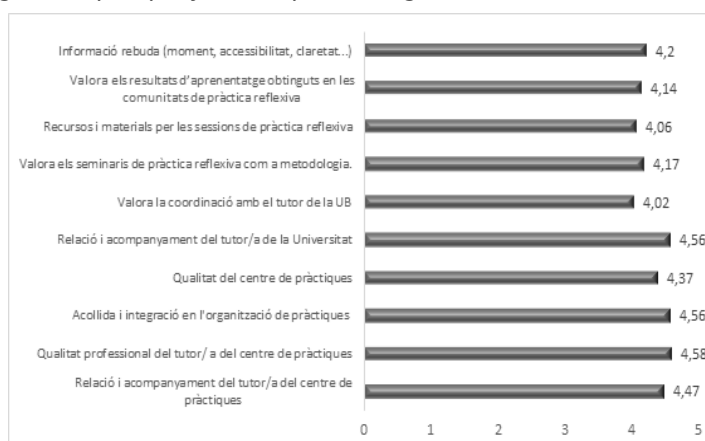 Informació rebuda (moment, accessibilitat, claretat...)
4,2
Valora els resultats d'aprenentatge obtinguts en les
comunitats de pràctica reflexiva
4,14
Recursos i materials per les sessions de pràctica reflexiva
4,06
Valora els seminaris de pràctica reflexiva com a metodologia.
4,17
Valora la coordinació amb el tutor de la UB
4,02
Relació i acompanyament del tutor/a de la Universitat
4,56
Qualitat del centre de pràctiques
4,37
Acollida i integració en l'organització de pràctiques
4,56
Qualitat professional del tutor/ a del centre de pràctiques
4,58
Relació i acompanyament del tutor/a del centre de
pràctiques
4,47
0 1 2 3 4 5